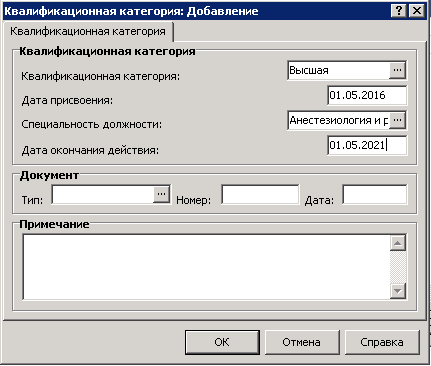 Квалификационная категория: Добавление
Квалификационная категория
Квалификационная категория
Квалификационная категория: Высшая ...
Дата присвоения: 01.05.2016
Специальность должности: Анестезиология и р ...
Дата окончания действия: 01.05.2021
Документ
Тип: ... Номер: Дата:
Примечание
ОК Отмена Справка